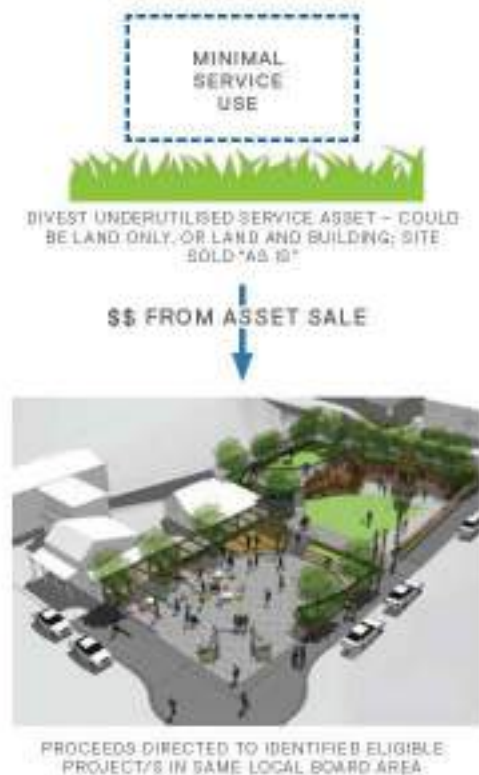 MINIMAL
SERVICE
USE
DIVEST UNDERUTILISED SERVICE ASSET – COULD
BE LAND ONLY, OR LAND AND BUILDING; SITE
SOLD "AS IS"
$$ FROM ASSET SALE
PROCEEDS DIRECTED TO IDENTIFIED ELIGIBLE
PROJECT/S IN SAME LOCAL BOARD AREA